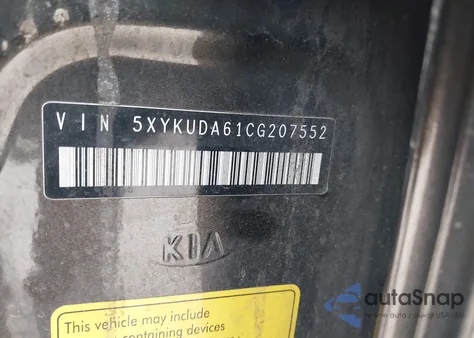 VIN 5XYKUDA61CG207552
KIA
This vehicle may include
containing devices
autoSnap